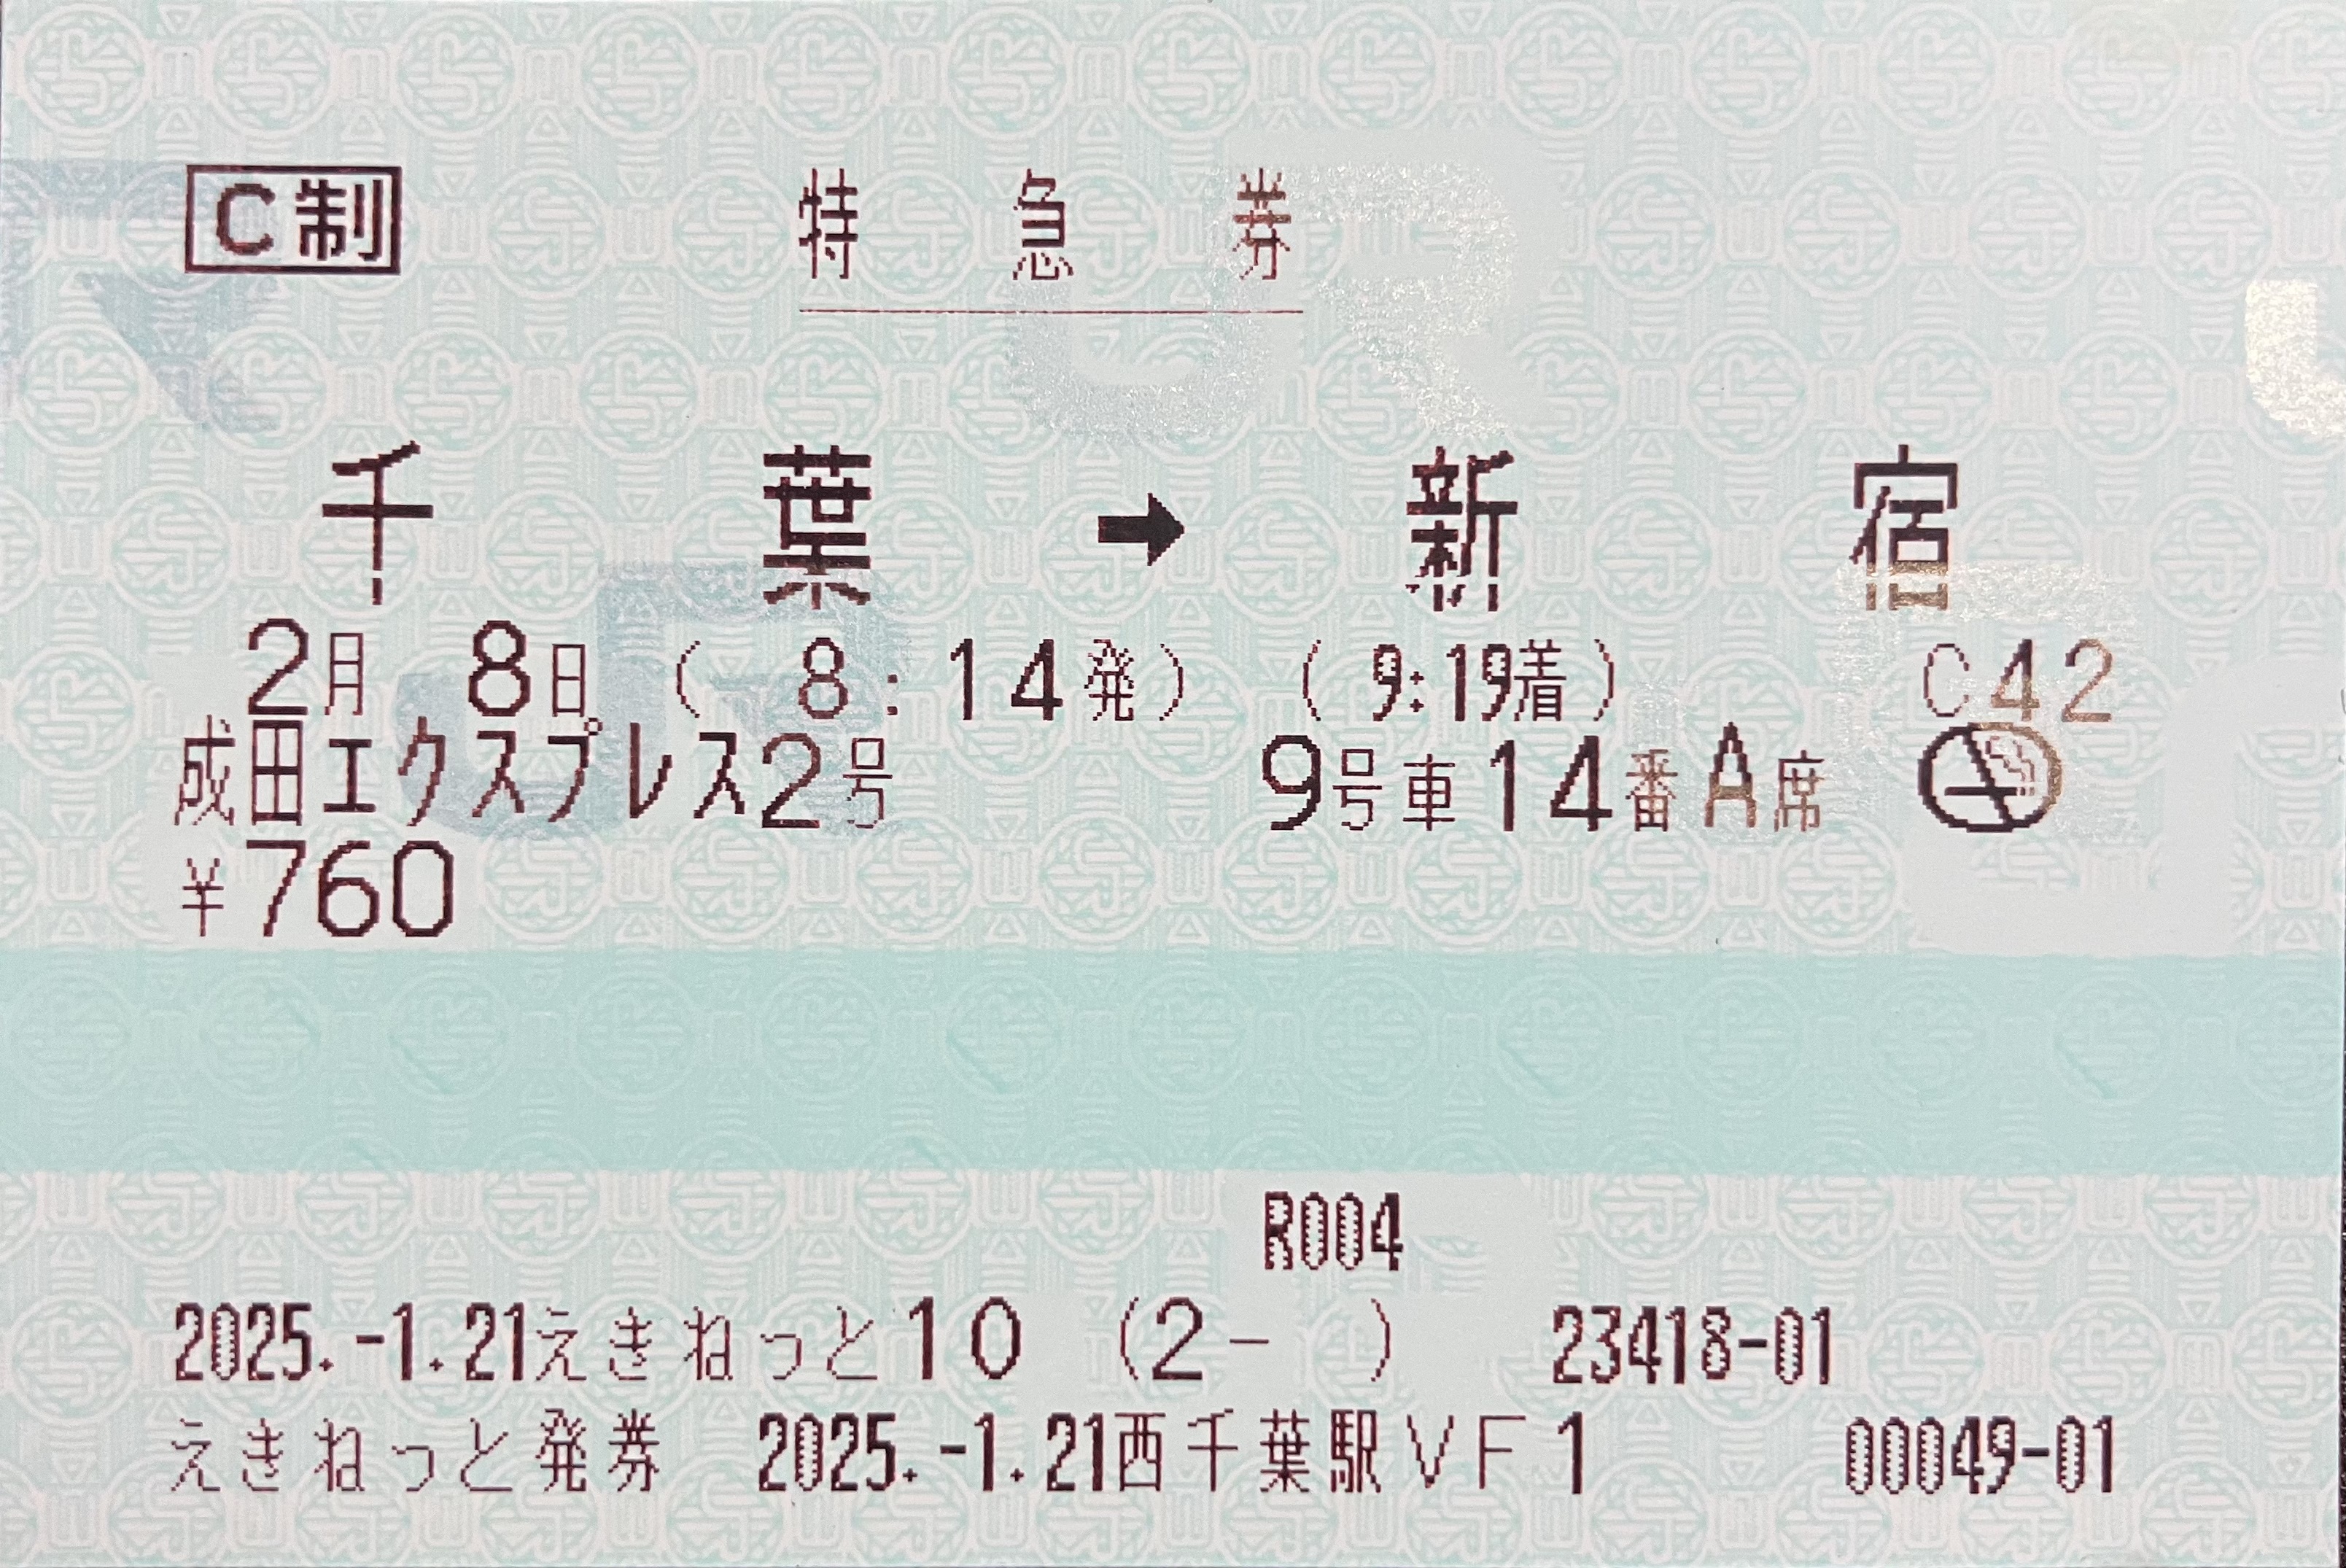 C制 特急券
千葉➡新宿
2月 8日 ( 8:14発) ( 9:19着) C42
成田エクスプレス2号 9号車14番A席
¥760
R004
2025.-1.21えきねっと10 (2- ) 23418-01
えきねっと発券 2025.-1.21西千葉駅VF1 00049-01